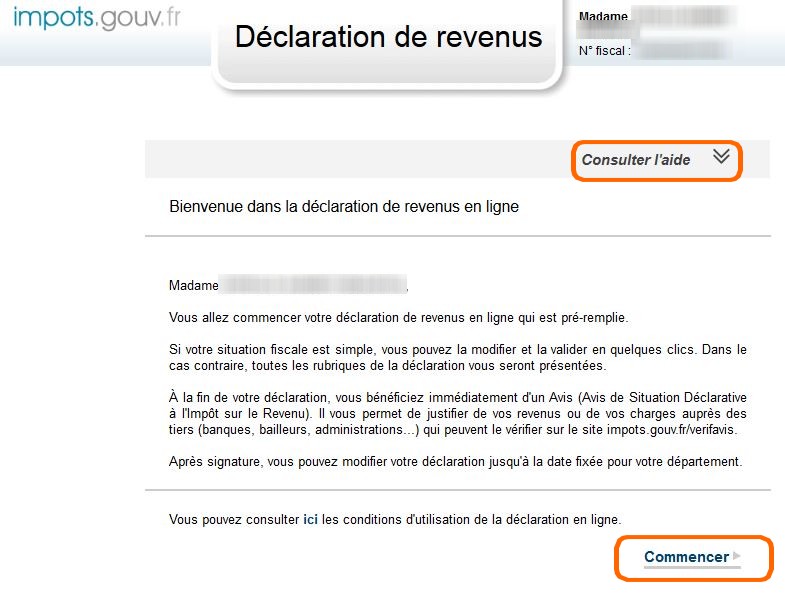 impots.gouv.fr
Déclaration de revenus
Madame
N° fiscal :
Consulter l'aide
Bienvenue dans la déclaration de revenus en ligne
Madame ,
Vous allez commencer votre déclaration de revenus en ligne qui est pré-remplie.
Si votre situation fiscale est simple, vous pouvez la modifier et la valider en quelques clics. Dans le
cas contraire, toutes les rubriques de la déclaration vous seront présentées.
À la fin de votre déclaration, vous bénéficiez immédiatement d'un Avis (Avis de Situation Déclarative
à l'Impôt sur le Revenu). Il vous permet de justifier de vos revenus ou de vos charges auprès des
tiers (banques, bailleurs, administrations...) qui peuvent le vérifier sur le site impots.gouv.fr/verifavis.
Après signature, vous pouvez modifier votre déclaration jusqu'à la date fixée pour votre département.
Vous pouvez consulter ici les conditions d'utilisation de la déclaration en ligne.
Commencer